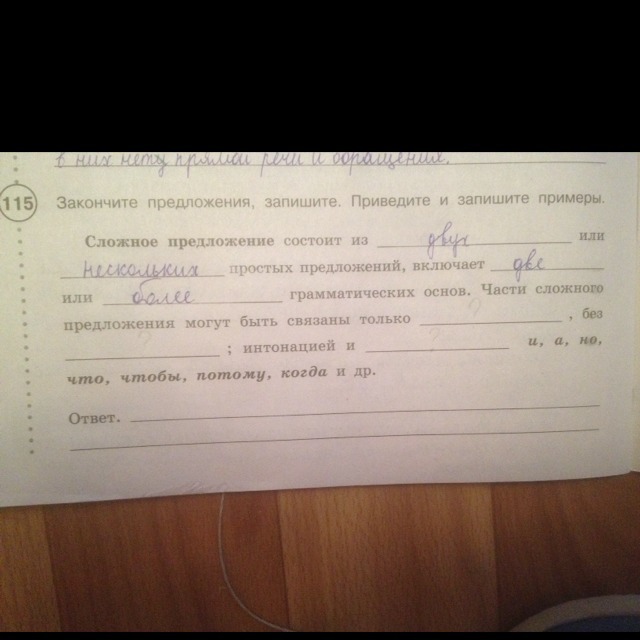 в них нету прямой речи и обращения.
115 Закончите предложения, запишите. Приведите и запишите примеры.
Сложное предложение состоит из двух или
нескольких простых предложений, включает две
или более грамматических основ. Части сложного
предложения могут быть связаны только ? , без
? ; интонацией и ? и, а, но,
что, чтобы, потому, когда и др.
Ответ.